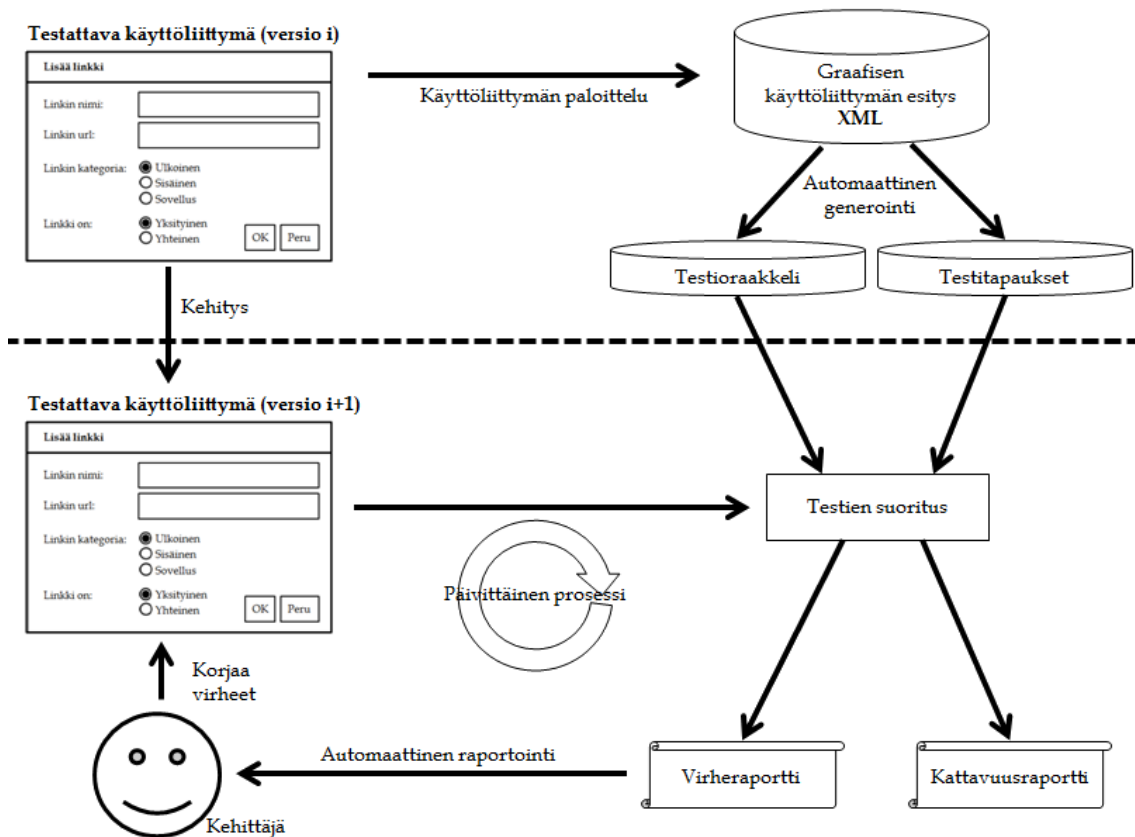 Testattava käyttöliittymä (versio i)
Lisää linkki
Linkin nimi:
Linkin url:
Linkin kategoria:
Ulkoinen
Sisäinen
Sovellus
Linkki on:
Yksityinen
Yhteinen
OK
Peru
Käyttöliittymän paloittelu
Graafisen
käyttöliittymän esitys
XML
Automaattinen
generointi
Testioraakkeli
Testitapaukset
Kehitys
Testattava käyttöliittymä (versio i+1)
Lisää linkki
Linkin nimi:
Linkin url:
Linkin kategoria:
Ulkoinen
Sisäinen
Sovellus
Linkki on:
Yksityinen
Yhteinen
OK
Peru
Testien suoritus
Päivittäinen prosessi
Korjaa
virheet
Automaattinen raportointi
Virheraportti
Kattavuusraportti
Kehittäjä